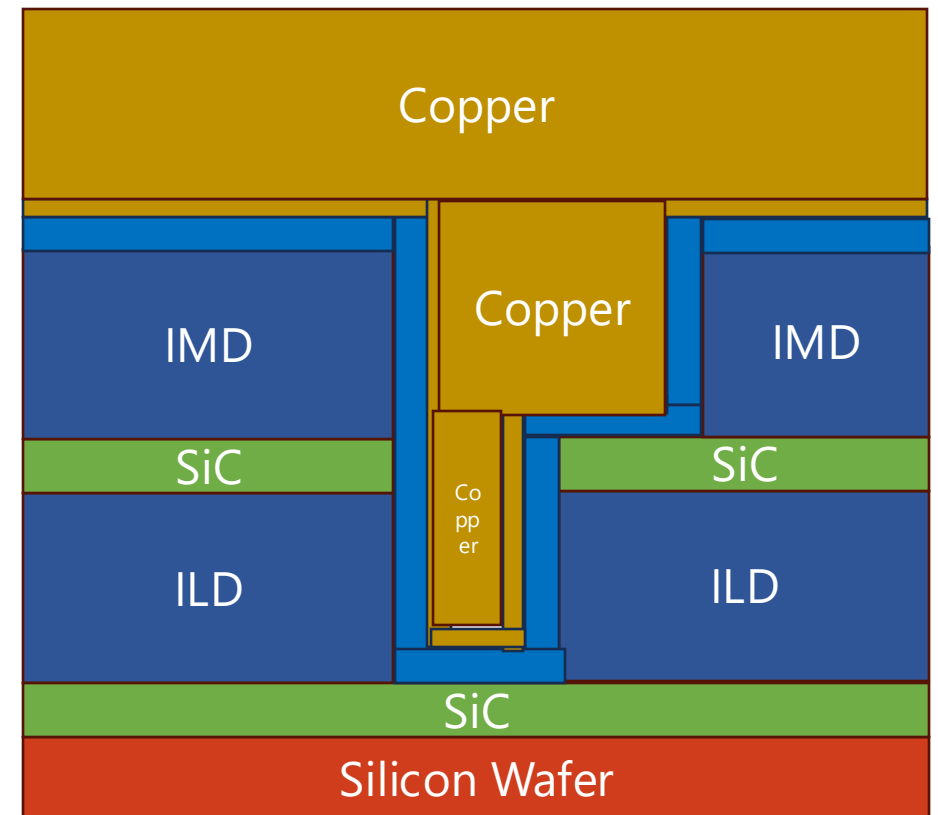 Copper
Copper
IMD
IMD
SiC
SiC
Co
pp
er
ILD
ILD
SiC
Silicon Wafer